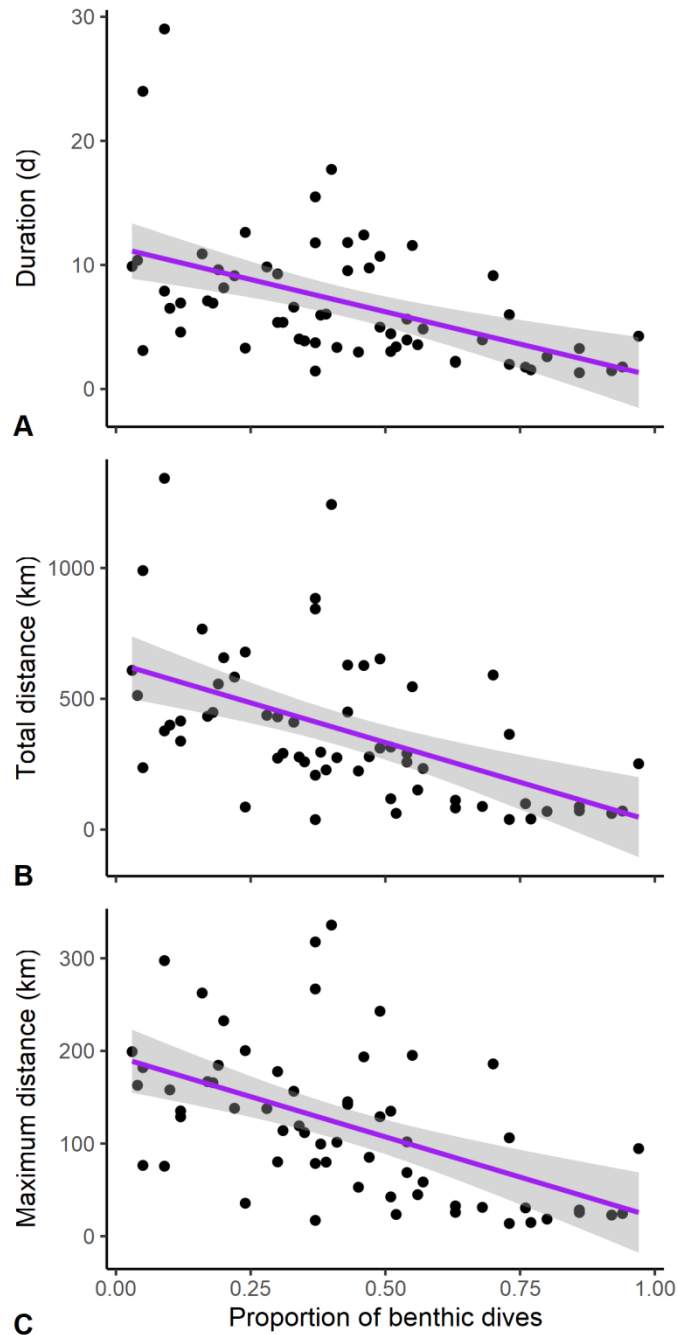 30
20
10
0
Duration (d)
A
1000
500
0
Total distance (km)
B
300
200
100
0
Maximum distance (km)
0.00 0.25 0.50 0.75 1.00
Proportion of benthic dives
C